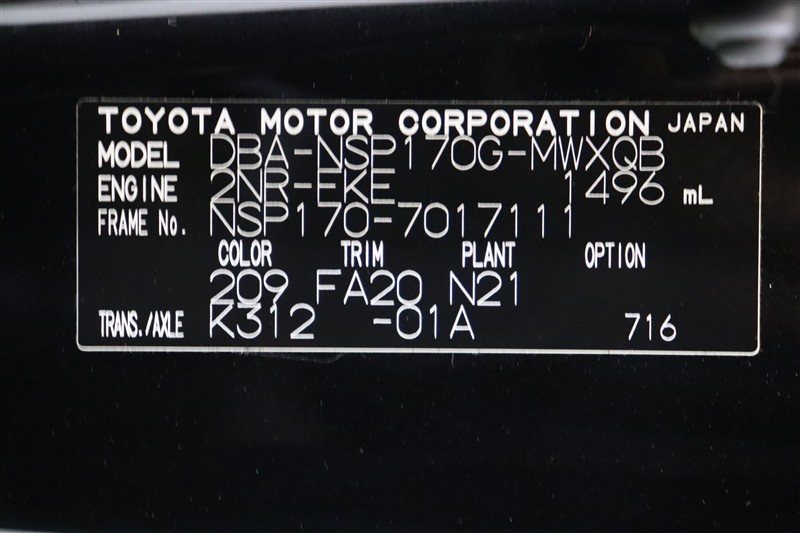 TOYOTA MOTOR CORPORATION JAPAN
MODEL DBA-NSP170G-MWXQB
ENGINE 2NR-FKE 1496 mL
FRAME No. NSP170-7017111
COLOR TRIM PLANT OPTION
209 FA20 N21
TRANS./AXLE K312 -01A 716